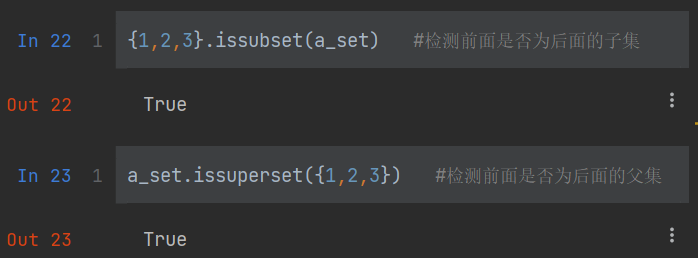 In 22 1 {1,2,3}.issubset(a_set) #检测前面是否为后面的子集
Out 22 True
In 23 1 a_set.issuperset({1,2,3}) #检测前面是否为后面的父集
Out 23 True